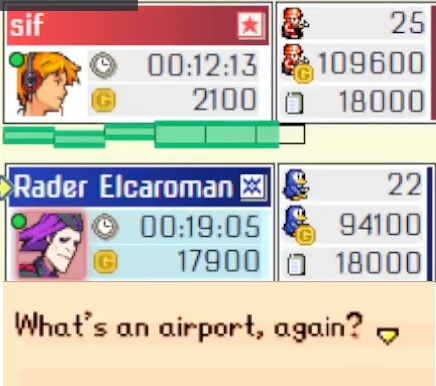 sif
25
00:12:13
109600
G 2100
18000
Rader Elcaroman
22
00:19:05
94100
G 17900
18000
What's an airport, again?